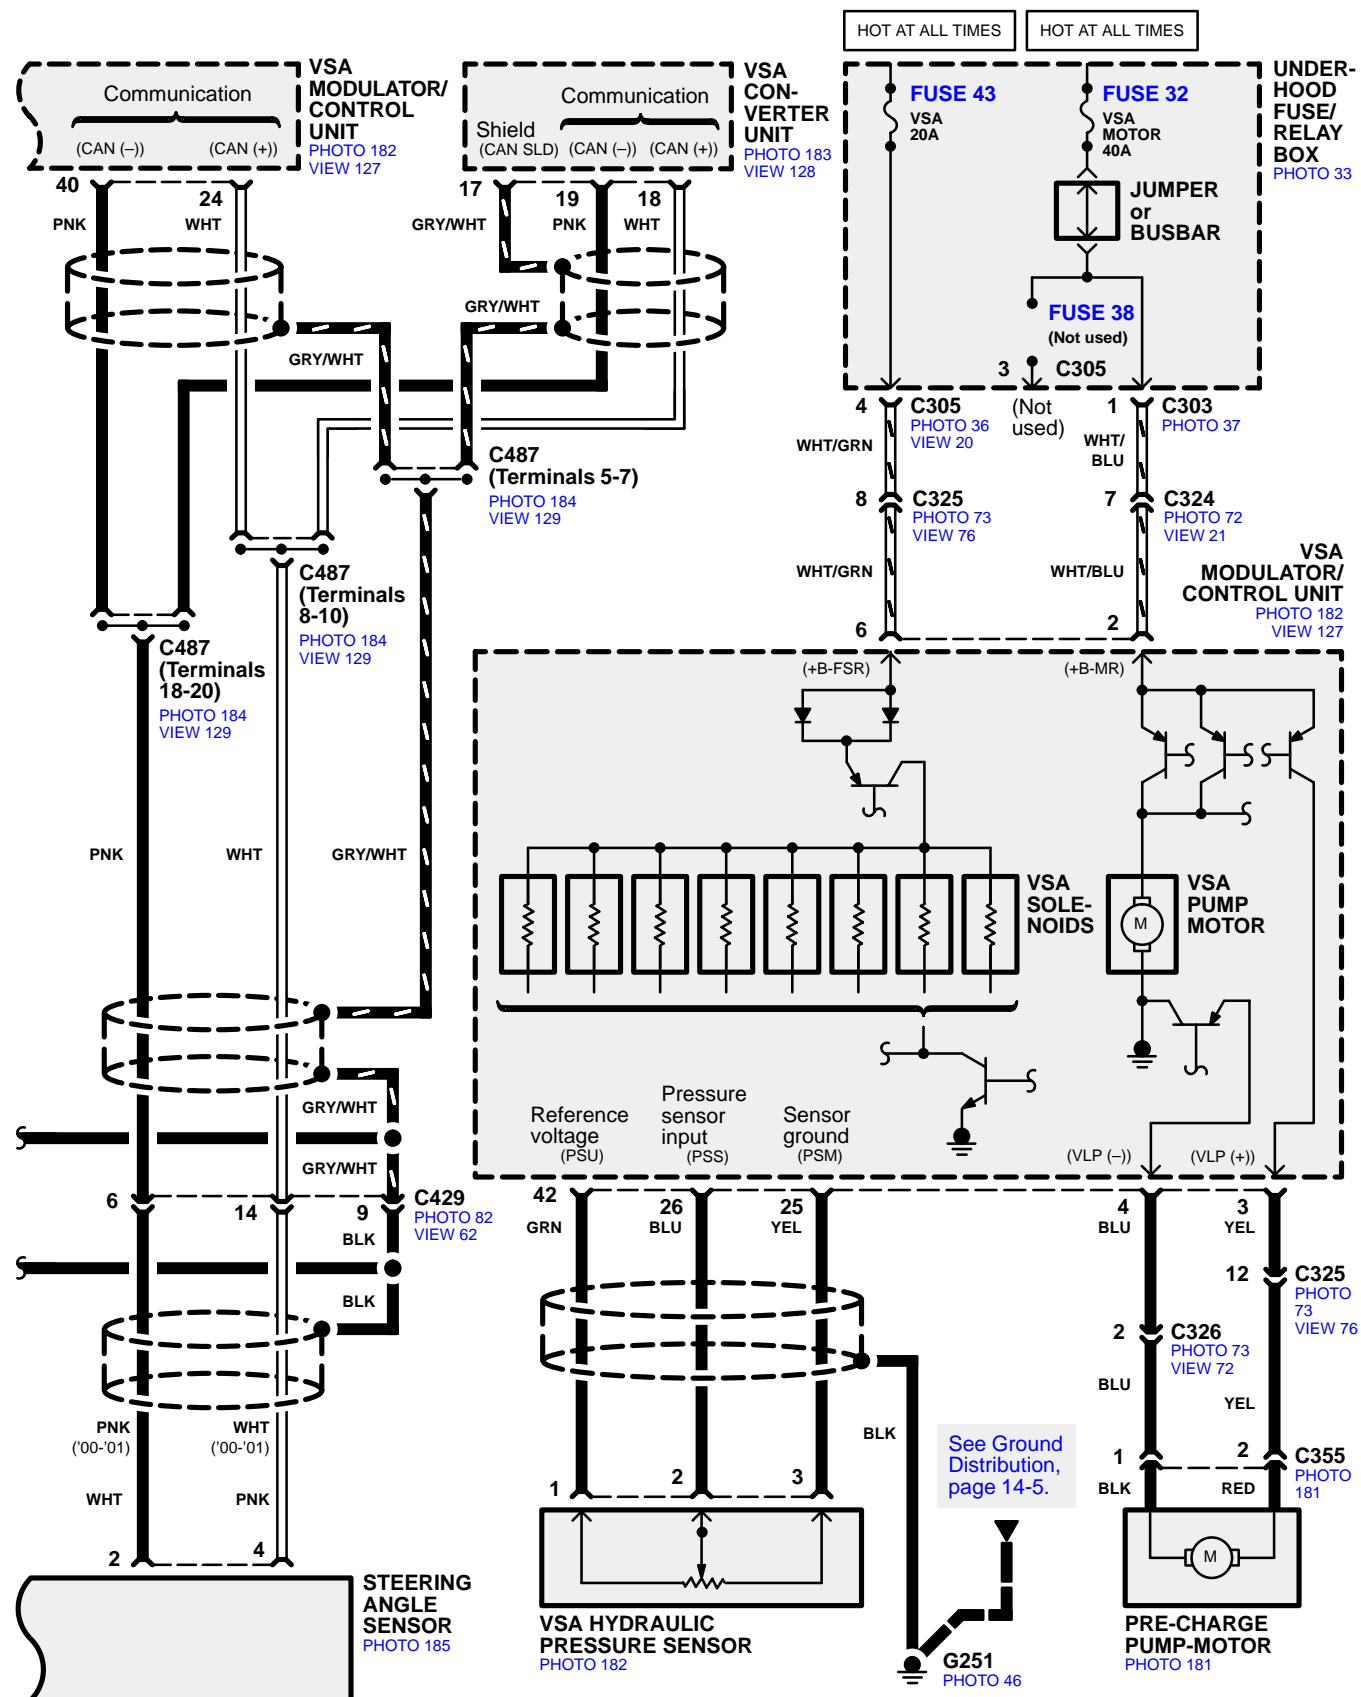 HOT AT ALL TIMES
HOT AT ALL TIMES
VSA
MODULATOR/
CONTROL
UNIT
PHOTO 182
VIEW 127
Communication
(CAN (–))
(CAN (+))
VSA
CON-
VERTER
UNIT
PHOTO 183
VIEW 128
Communication
Shield
(CAN SLD)
(CAN (–))
(CAN (+))
FUSE 43
VSA
20A
FUSE 32
VSA
MOTOR
40A
UNDER-
HOOD
FUSE/
RELAY
BOX
PHOTO 33
JUMPER
or
BUSBAR
FUSE 38
(Not used)
3
C305
(Not
used)
40
24
PNK
WHT
17
19
18
GRY/WHT
PNK
WHT
GRY/WHT
GRY/WHT
4
C305
PHOTO 36
VIEW 20
1
C303
PHOTO 37
WHT/GRN
WHT/
BLU
C487
(Terminals 5-7)
PHOTO 184
VIEW 129
8
C325
PHOTO 73
VIEW 76
7
C324
PHOTO 72
VIEW 21
WHT/GRN
WHT/BLU
VSA
MODULATOR/
CONTROL UNIT
PHOTO 182
VIEW 127
C487
(Terminals
8-10)
PHOTO 184
VIEW 129
6
2
C487
(Terminals
18-20)
PHOTO 184
VIEW 129
(+B-FSR)
(+B-MR)
PNK
WHT
GRY/WHT
VSA
SOLE-
NOIDS
M
VSA
PUMP
MOTOR
Reference
voltage
(PSU)
Pressure
sensor
input
(PSS)
Sensor
ground
(PSM)
(VLP (–))
(VLP (+))
GRY/WHT
GRY/WHT
6
14
9
C429
PHOTO 82
VIEW 62
BLK
BLK
42
26
25
4
3
GRN
BLU
YEL
BLU
YEL
12
C325
PHOTO
73
VIEW 76
2
C326
PHOTO 73
VIEW 72
BLU
YEL
PNK
('00-'01)
WHT
('00-'01)
WHT
PNK
BLK
See Ground
Distribution,
page 14-5.
1
2
3
1
2
C355
PHOTO
181
BLK
RED
2
4
M
STEERING
ANGLE
SENSOR
PHOTO 185
VSA HYDRAULIC
PRESSURE SENSOR
PHOTO 182
G251
PHOTO 46
PRE-CHARGE
PUMP-MOTOR
PHOTO 181